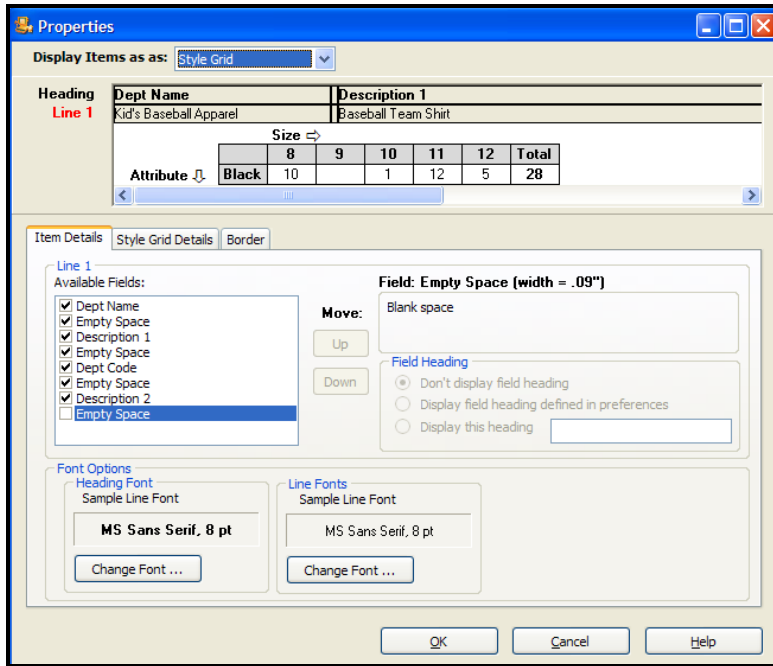 Properties
Display Items as as: Style Grid
Heading Dept Name Description 1
Line 1 Kid's Baseball Apparel Baseball Team Shirt
Size
8 9 10 11 12 Total
Attribute Black 10 1 12 5 28
Item Details Style Grid Details Border
Line 1
Available Fields:
Dept Name
Empty Space
Description 1
Empty Space
Dept Code
Empty Space
Description 2
Empty Space
Move:
Up
Down
Field: Empty Space (width = .09")
Blank space
Field Heading
Don't display field heading
Display field heading defined in preferences
Display this heading
Font Options
Heading Font
Sample Line Font
MS Sans Serif, 8 pt
Change Font ...
Line Fonts
Sample Line Font
MS Sans Serif, 8 pt
Change Font ...
OK Cancel Help